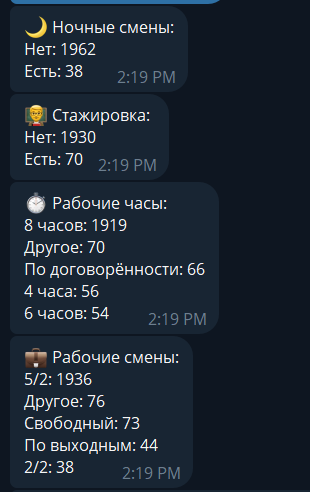 🌙 Ночные смены:
Нет: 1962
Есть: 38
2:19 PM
👨‍🏫 Стажировка:
Нет: 1930
Есть: 70
2:19 PM
⏱ Рабочие часы:
8 часов: 1919
Другое: 70
По договорённости: 66
4 часа: 56
6 часов: 54
2:19 PM
💼 Рабочие смены:
5/2: 1936
Другое: 76
Свободный: 73
По выходным: 44
2/2: 38
2:19 PM